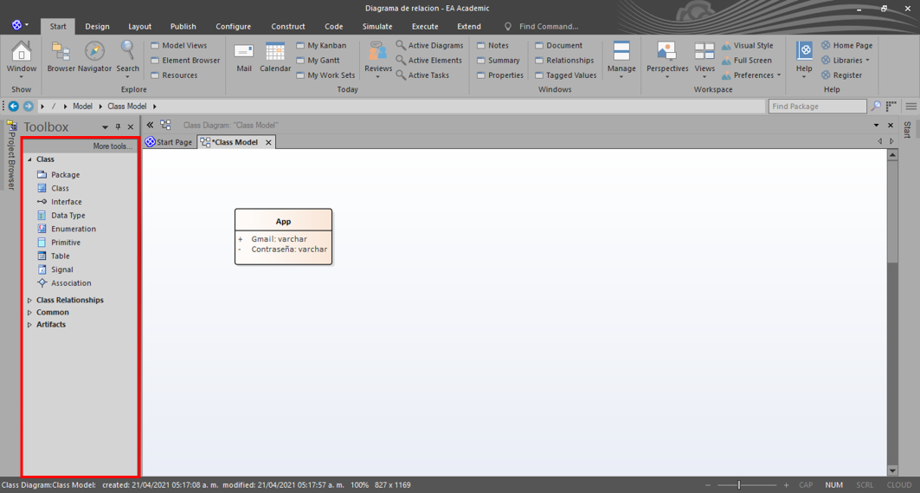 Diagrama de relacion - EA Academic
Start Design Layout Publish Configure Construct Code Simulate Execute Extend Find Command...
Window
Show
Browser Navigator Search
Model Views
Element Browser
Resources
Explore
Mail Calendar
My Kanban
My Gantt
My Work Sets
Reviews
Active Diagrams
Active Elements
Active Tasks
Today
Notes
Summary
Properties
Document
Relationships
Tagged Values
Windows
Manage
Perspectives Views
Visual Style
Full Screen
Preferences
Workspace
Help
Home Page
Libraries
Register
Help
/ Model Class Model
Find Package
Project Browser
Toolbox
More tools...
Class
Package
Class
Interface
Data Type
Enumeration
Primitive
Table
Signal
Association
Class Relationships
Common
Artifacts
Class Diagram: "Class Model"
Start Page *Class Model
App
+ Gmail: varchar
- Contraseña: varchar
Start
Class Diagram:Class Model: created: 21/04/2021 05:17:08 a. m. modified: 21/04/2021 05:17:57 a. m. 100% 827 x 1169
CAP NUM SCRL CLOUD